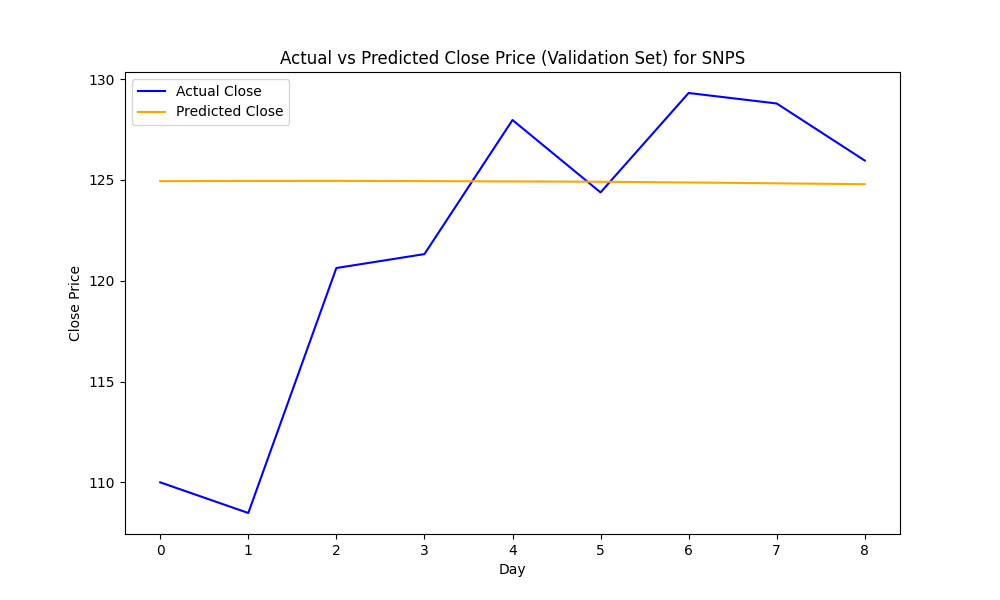 Actual vs Predicted Close Price (Validation Set) for SNPS
Actual Close
Predicted Close
Close Price
130
125
120
115
110
0 1 2 3 4 5 6 7 8
Day